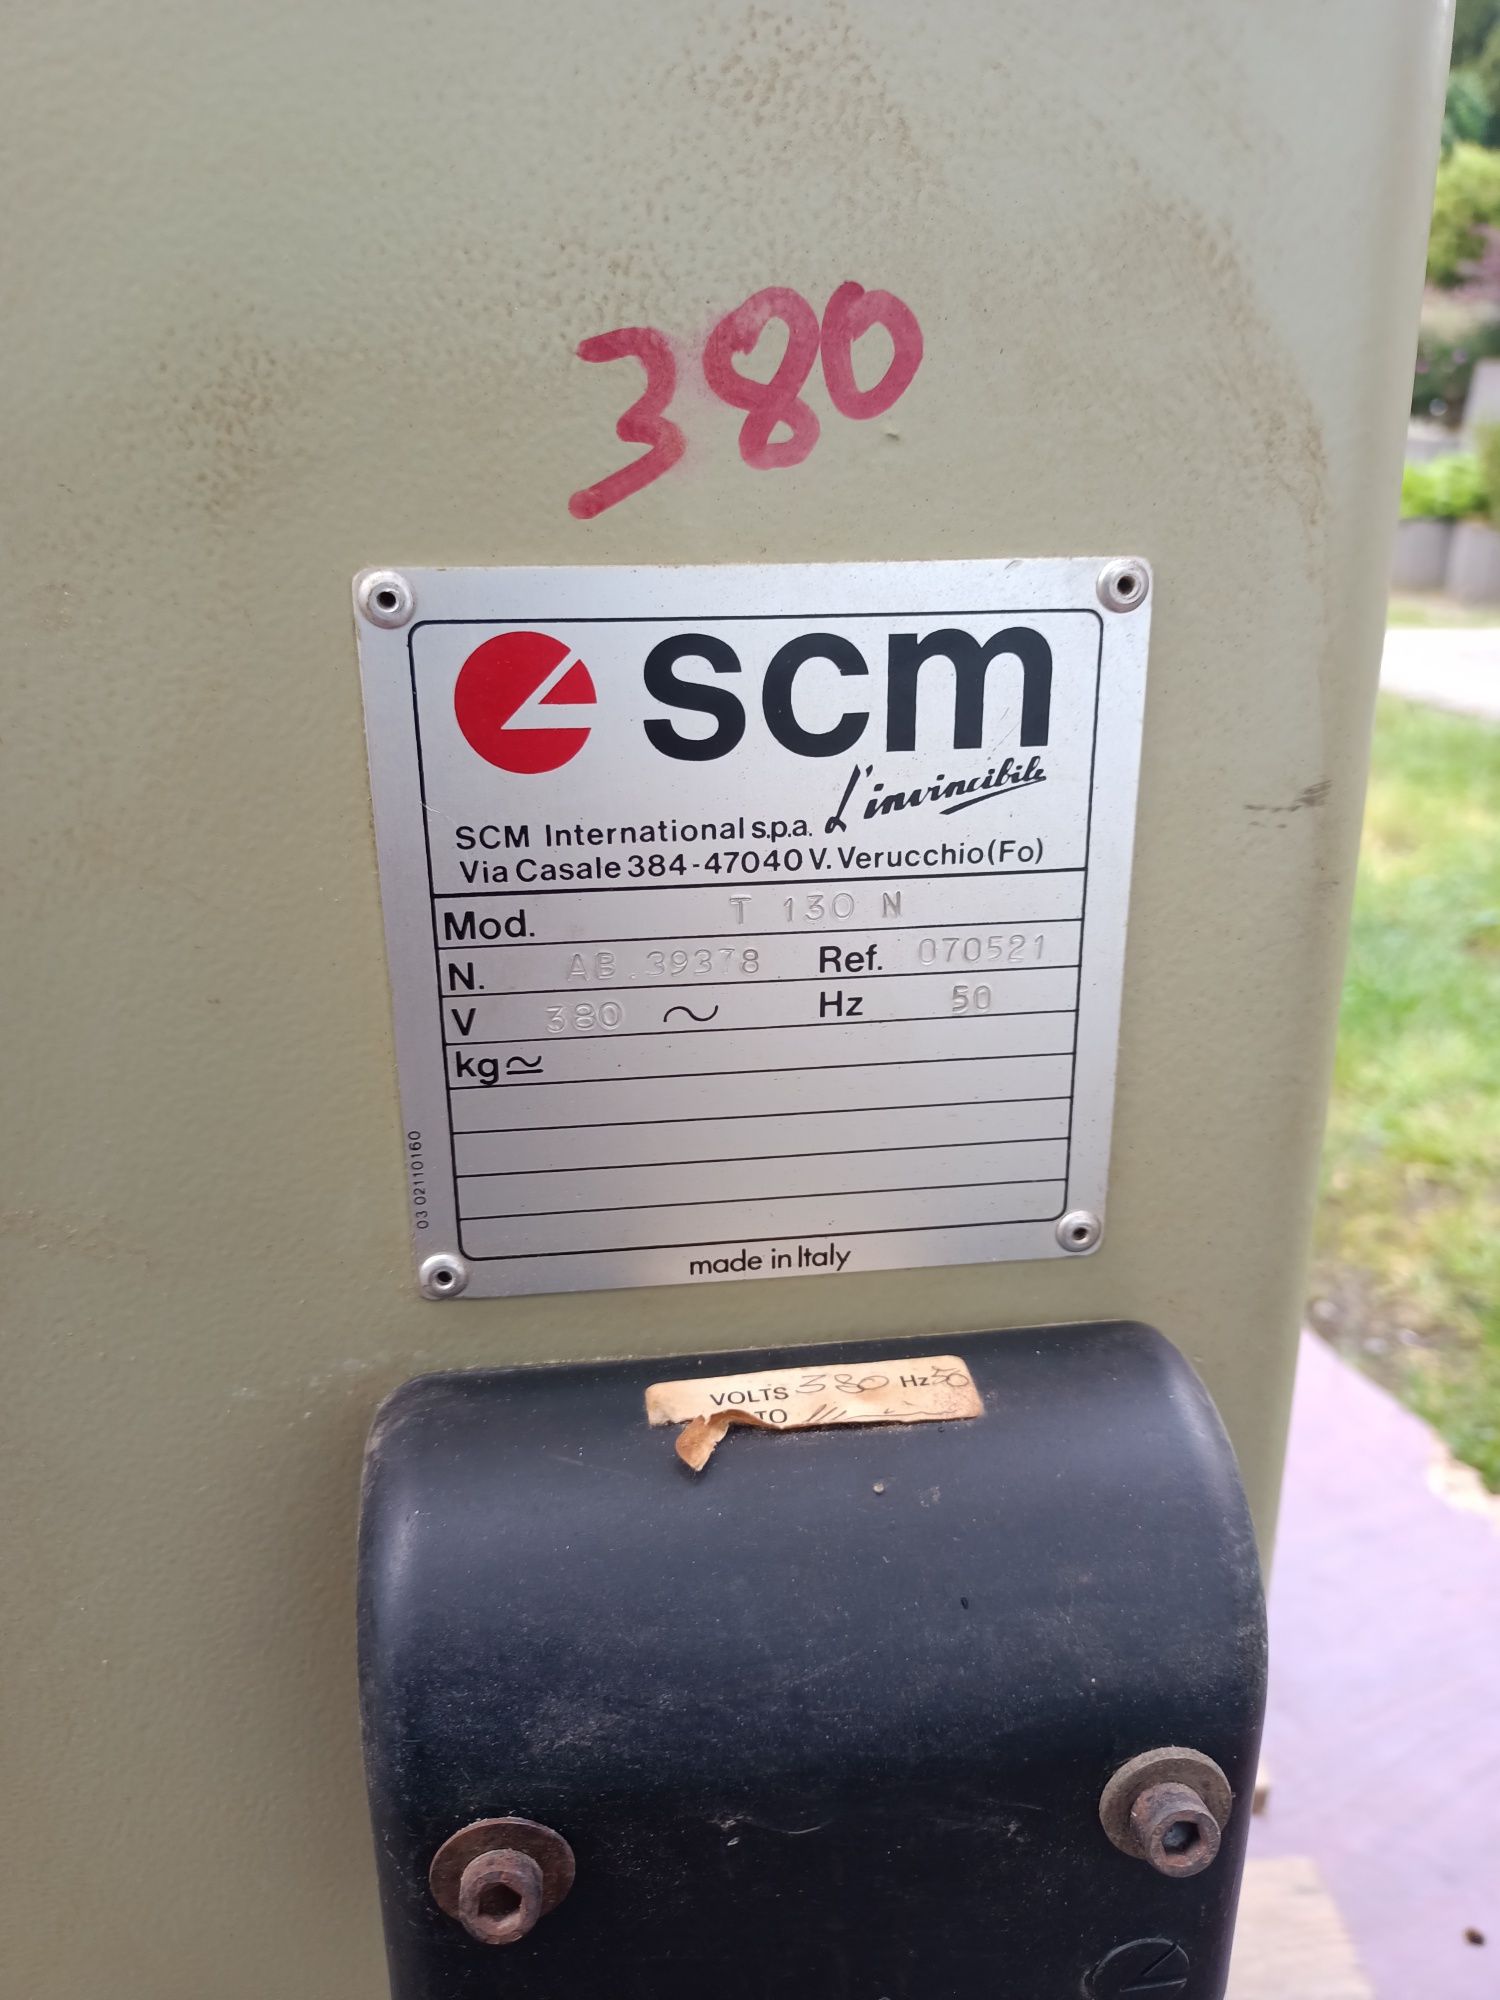 380
scm
L'invincibile
SCM International s.p.a.
Via Casale 384-47040 V. Verucchio (Fo)
Mod. T 130 N
N. AB 39378 Ref. 070521
V 380 ~ Hz 50
kg ≃
03 02110160
made in Italy
VOLTS 380 Hz 50
TO